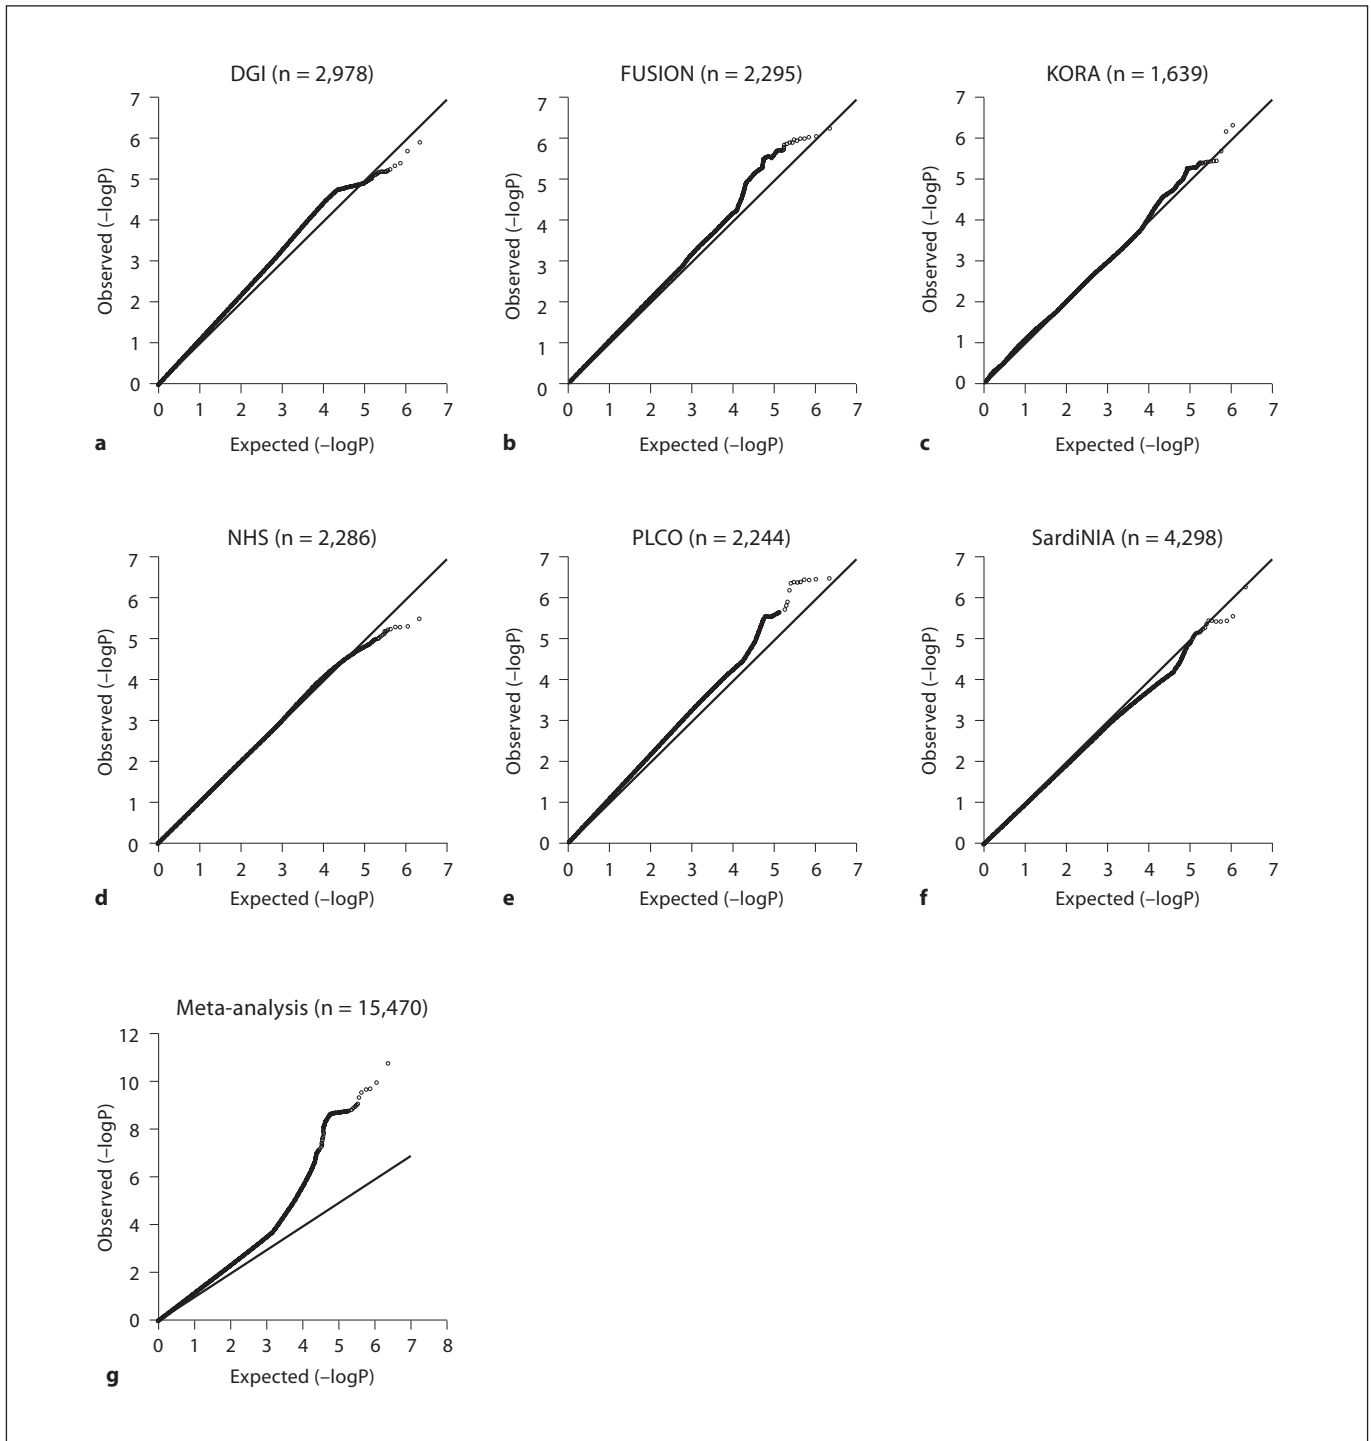 DGI (n = 2,978)
7
6
5
4
3
2
1
0
Observed (–logP)
0 1 2 3 4 5 6 7
Expected (–logP)
a
FUSION (n = 2,295)
7
6
5
4
3
2
1
0
Observed (–logP)
0 1 2 3 4 5 6 7
Expected (–logP)
b
KORA (n = 1,639)
7
6
5
4
3
2
1
0
Observed (–logP)
0 1 2 3 4 5 6 7
Expected (–logP)
c
NHS (n = 2,286)
7
6
5
4
3
2
1
0
Observed (–logP)
0 1 2 3 4 5 6 7
Expected (–logP)
d
PLCO (n = 2,244)
7
6
5
4
3
2
1
0
Observed (–logP)
0 1 2 3 4 5 6 7
Expected (–logP)
e
SardiNIA (n = 4,298)
7
6
5
4
3
2
1
0
Observed (–logP)
0 1 2 3 4 5 6 7
Expected (–logP)
f
Meta-analysis (n = 15,470)
12
10
8
6
4
2
0
Observed (–logP)
0 1 2 3 4 5 6 7 8
Expected (–logP)
g